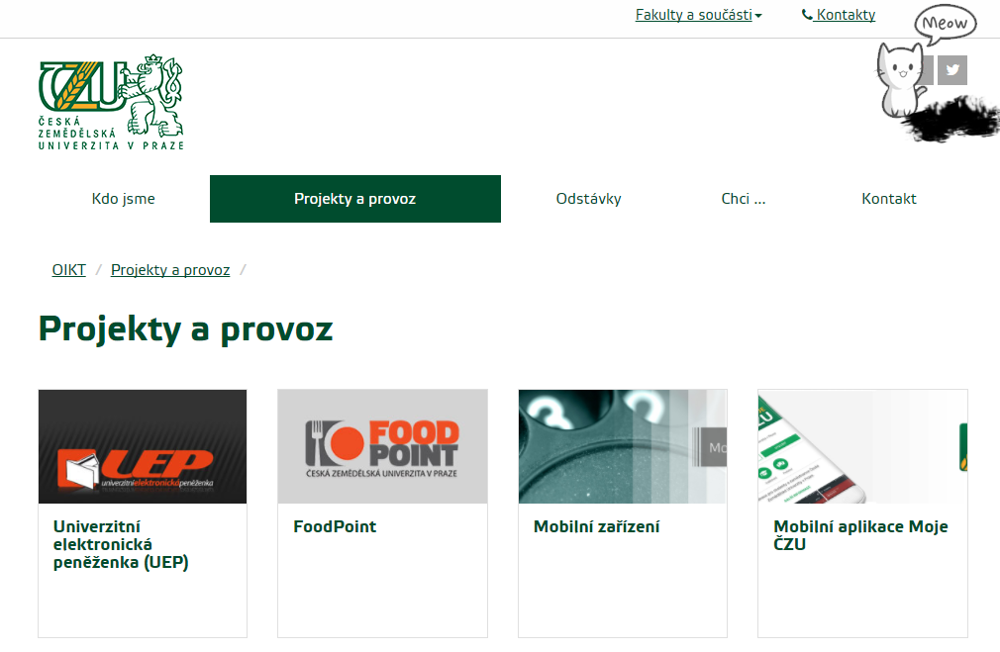 Fakulty a součásti
Kontakty
Meow
ČZU
ČESKÁ
ZEMĚDĚLSKÁ
UNIVERZITA V PRAZE
Kdo jsme
Projekty a provoz
Odstávky
Chci ...
Kontakt
OIKT / Projekty a provoz /
Projekty a provoz
UEP
univerzitníelektronickápeněženka
FOOD
POINT
ČESKÁ ZEMĚDĚLSKÁ UNIVERZITA V PRAZE
Mo
ZU
Univerzitní
elektronická
peněženka (UEP)
FoodPoint
Mobilní zařízení
Mobilní aplikace Moje
ČZU